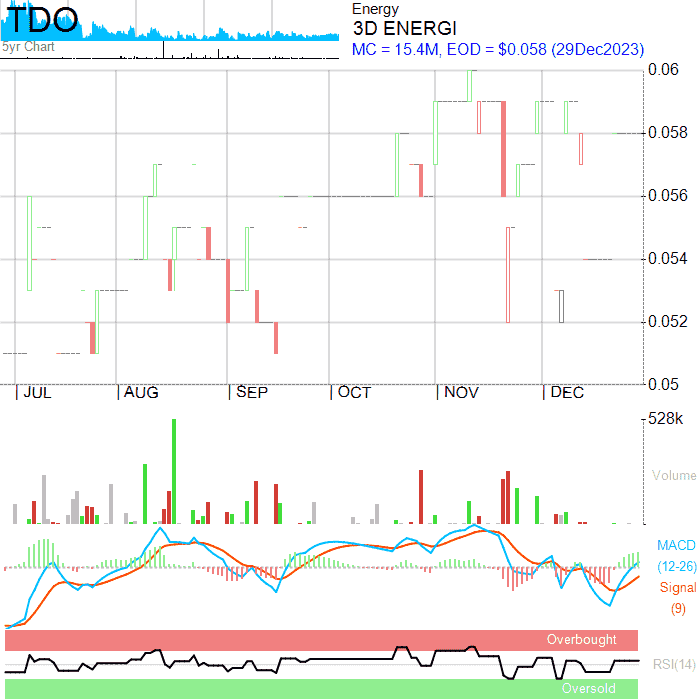 TDO
5yr Chart
Energy
3D ENERGI
MC = 15.4M, EOD = $0.058 (29Dec2023)
0.06
0.058
0.056
0.054
0.052
0.05
JUL AUG SEP OCT NOV DEC
528k
Volume
MACD
(12-26)
Signal
(9)
Overbought
RSI(14)
Oversold